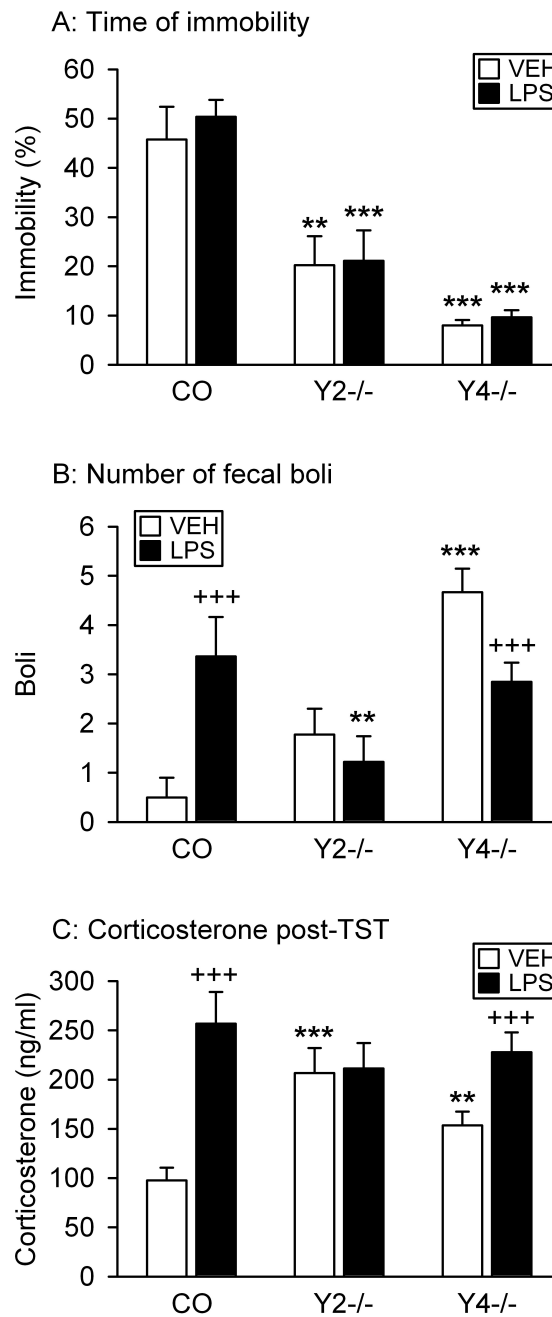 A: Time of immobility
VEH
LPS
Immobility (%)
60
50
40
30
20
10
0
**
***
***
***
CO
Y2-/-
Y4-/-
B: Number of fecal boli
VEH
LPS
Boli
6
5
4
3
2
1
0
+++
**
***
+++
CO
Y2-/-
Y4-/-
C: Corticosterone post-TST
VEH
LPS
Corticosterone (ng/ml)
300
250
200
150
100
50
0
+++
***
**
+++
CO
Y2-/-
Y4-/-